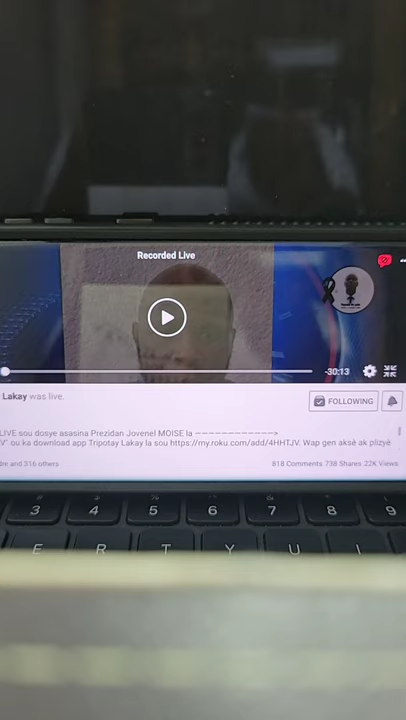 Recorded Live
-30:13
Lakay was live.
FOLLOWING
LIVE sou dosye asasina Prezidan Jovenel MOISE la ——————————>
V' ou ka download app Tripotay Lakay la sou https://my.roku.com/add/4HHTJV. Wap gen aksè ak plizyè
and 316 others
818 Comments 738 Shares 22K Views
3 4 5 6 7 8 9
E R T Y U I